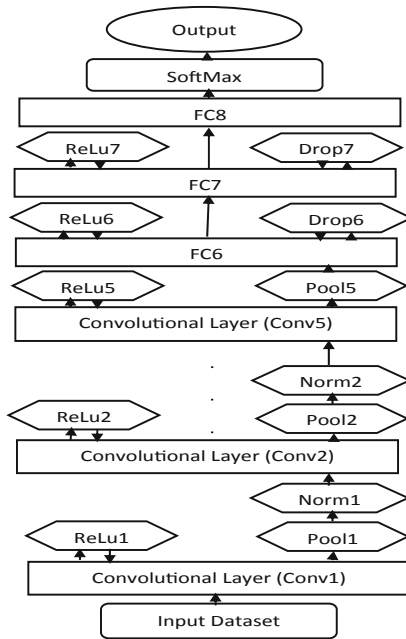 Output
SoftMax
FC8
ReLu7
Drop7
FC7
ReLu6
Drop6
FC6
ReLu5
Pool5
Convolutional Layer (Conv5)
Norm2
ReLu2
Pool2
Convolutional Layer (Conv2)
Norm1
ReLu1
Pool1
Convolutional Layer (Conv1)
Input Dataset